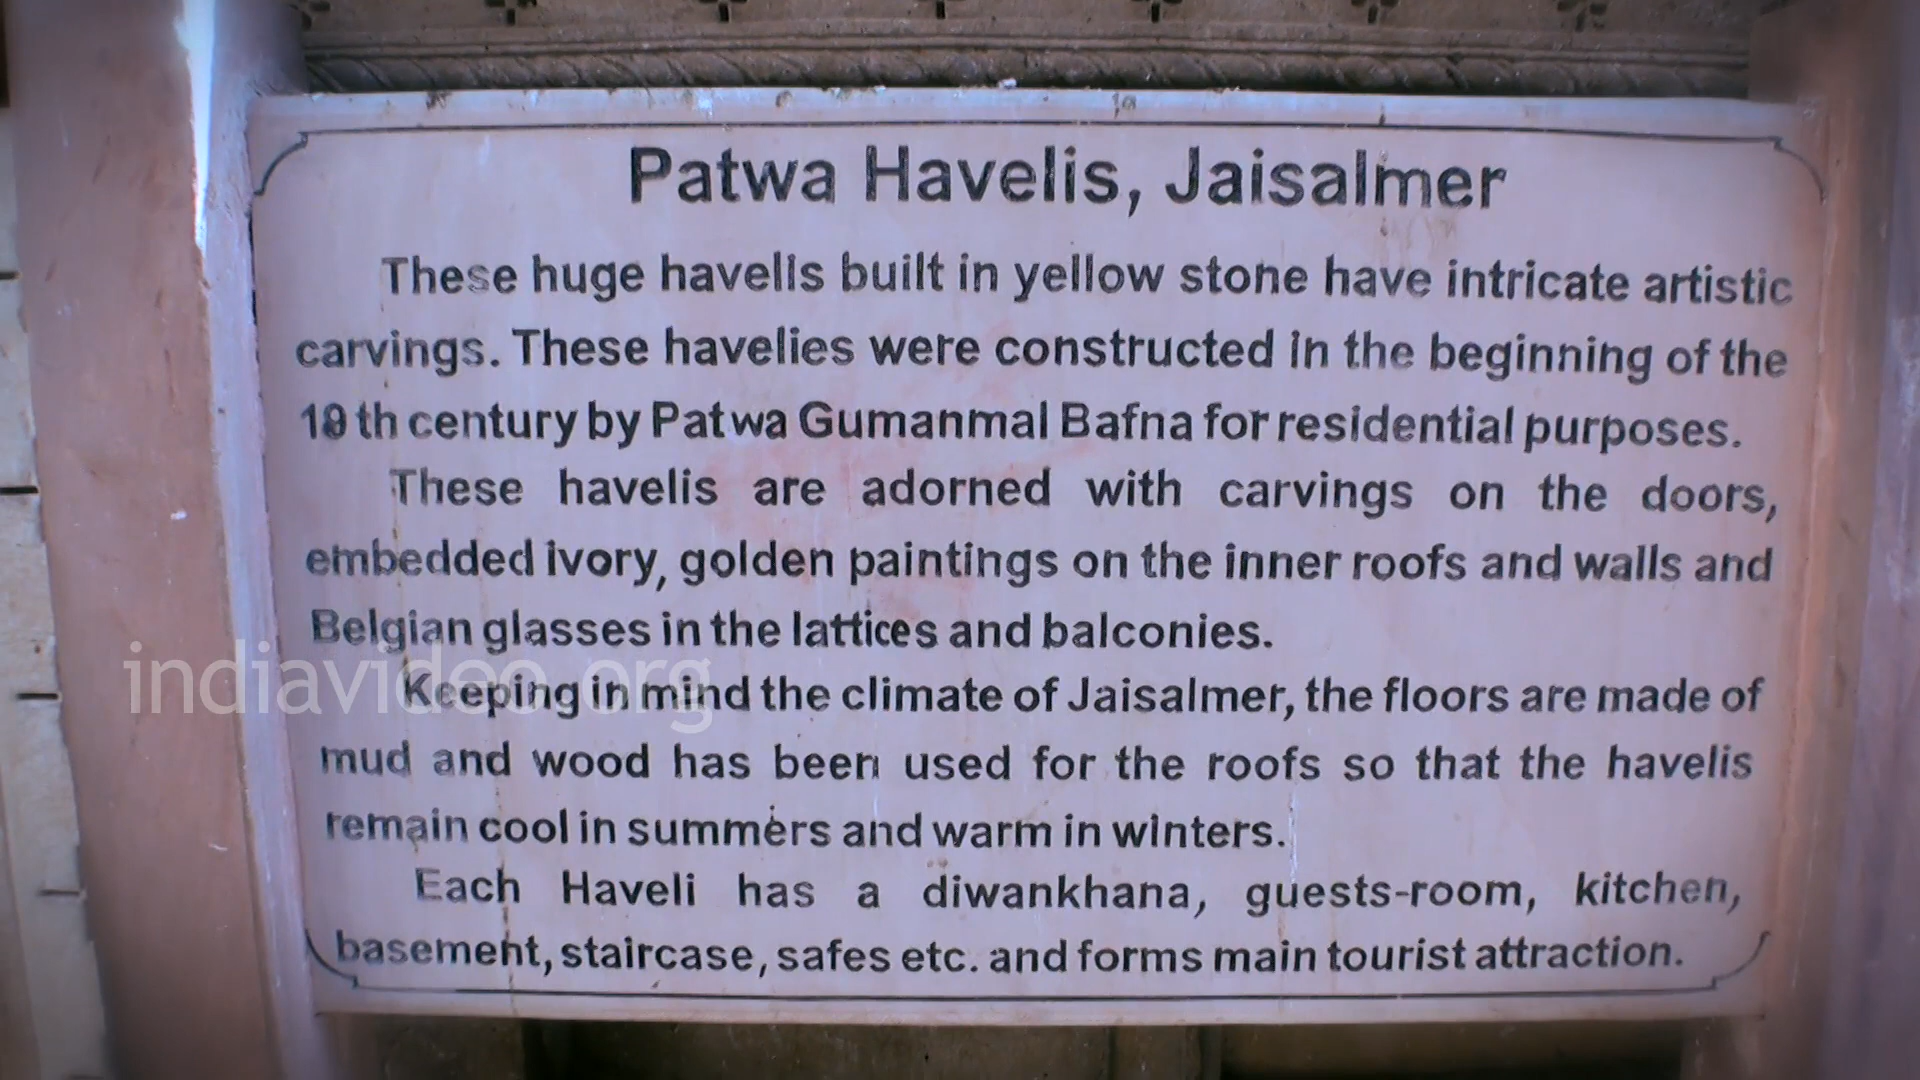 Patwa Havelis, Jaisalmer
These huge havelis built in yellow stone have intricate artistic
carvings. These havelies were constructed in the beginning of the
19 th century by Patwa Gumanmal Bafna for residential purposes.
These havelis are adorned with carvings on the doors,
embedded ivory, golden paintings on the inner roofs and walls and
Belgian glasses in the lattices and balconies.
Keeping in mind the climate of Jaisalmer, the floors are made of
mud and wood has been used for the roofs so that the havelis
remain cool in summers and warm in winters.
Each Haveli has a diwankhana, guests-room, kitchen,
basement, staircase, safes etc. and forms main tourist attraction.
indiavideo.org